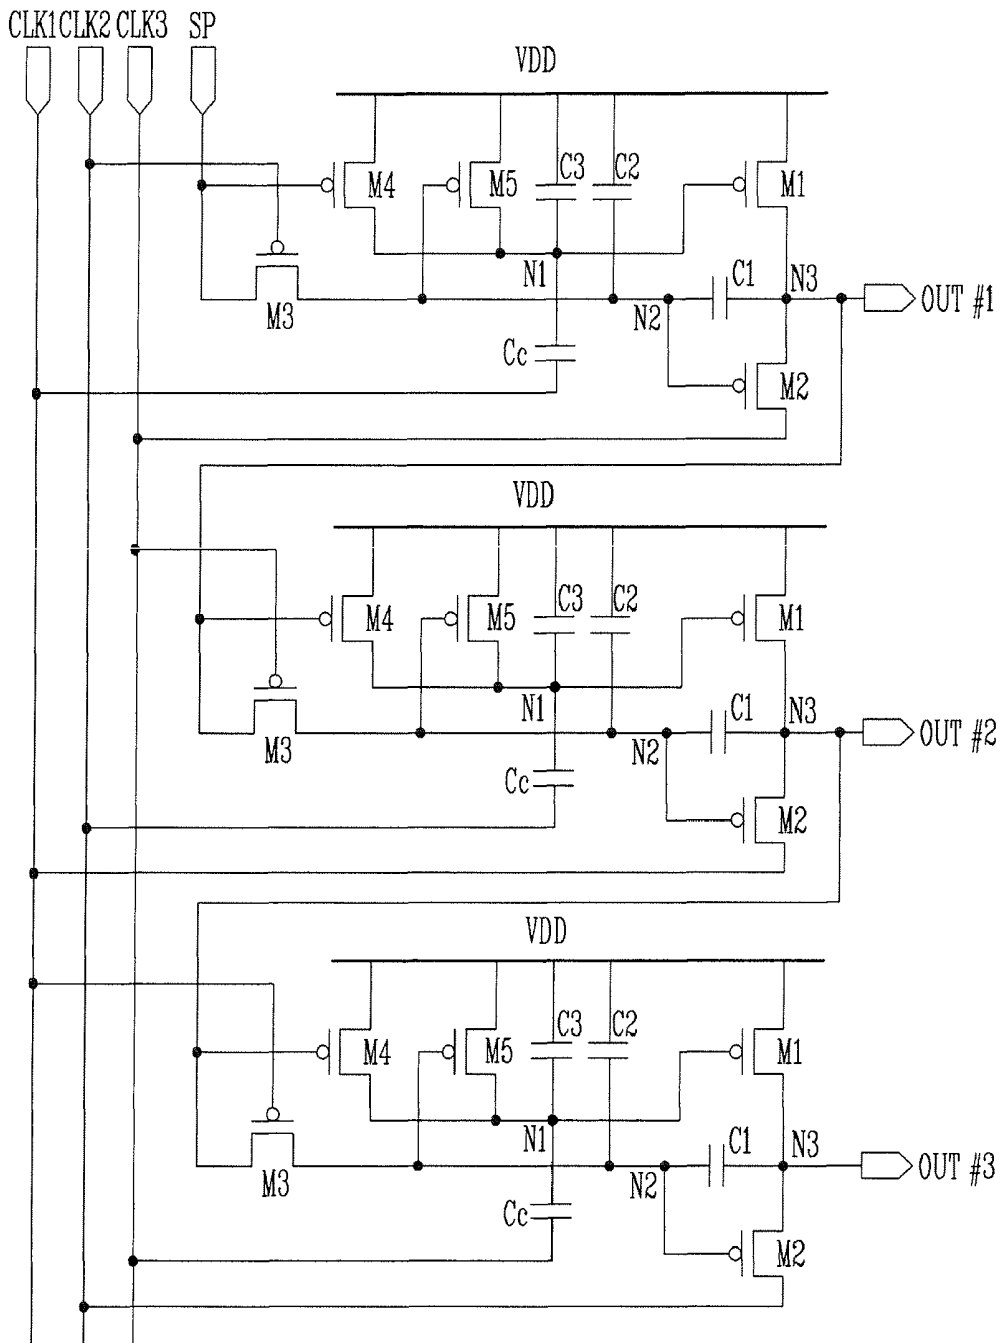 CLK1 CLK2 CLK3 SP
VDD
C3 C2
M4 M5 M1
N1 C1 N3
M3 N2 OUT #1
Cc
M2
VDD
C3 C2
M4 M5 M1
N1 C1 N3
M3 N2 OUT #2
Cc
M2
VDD
C3 C2
M4 M5 M1
N1 C1 N3
M3 N2 OUT #3
Cc
M2